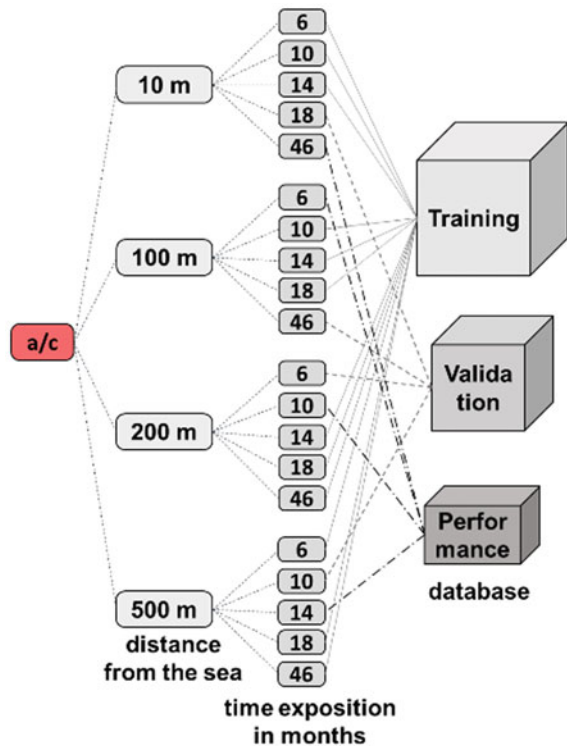 a/c
10 m
6
10
14
18
46
100 m
6
10
14
18
46
200 m
6
10
14
18
46
500 m
6
10
14
18
46
distance
from the sea
time exposition
in months
Training
Valida
tion
Perfor
mance
database